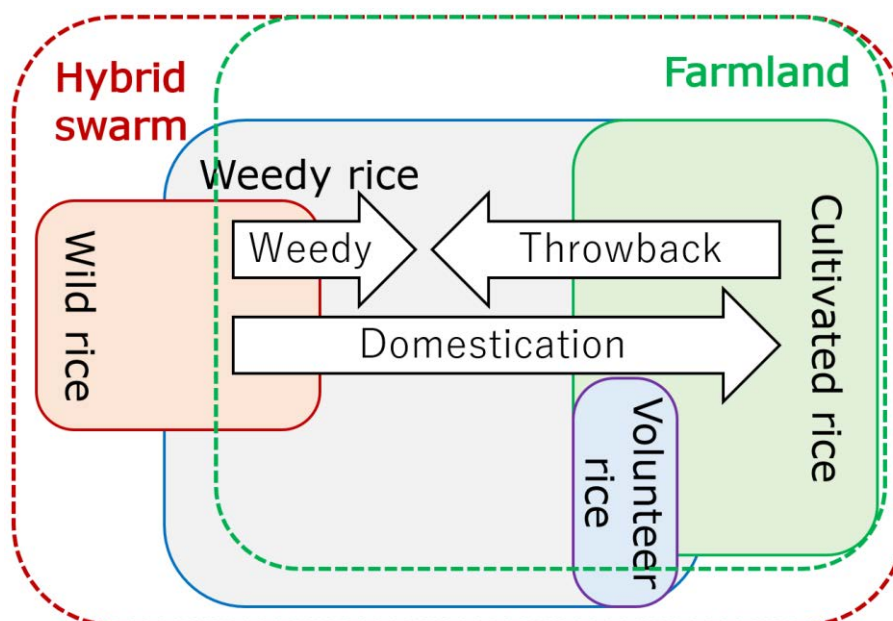 Hybrid
swarm
Farmland
Weedy rice
Weedy
Throwback
Domestication
Wild rice
Cultivated rice
Volunteer
rice